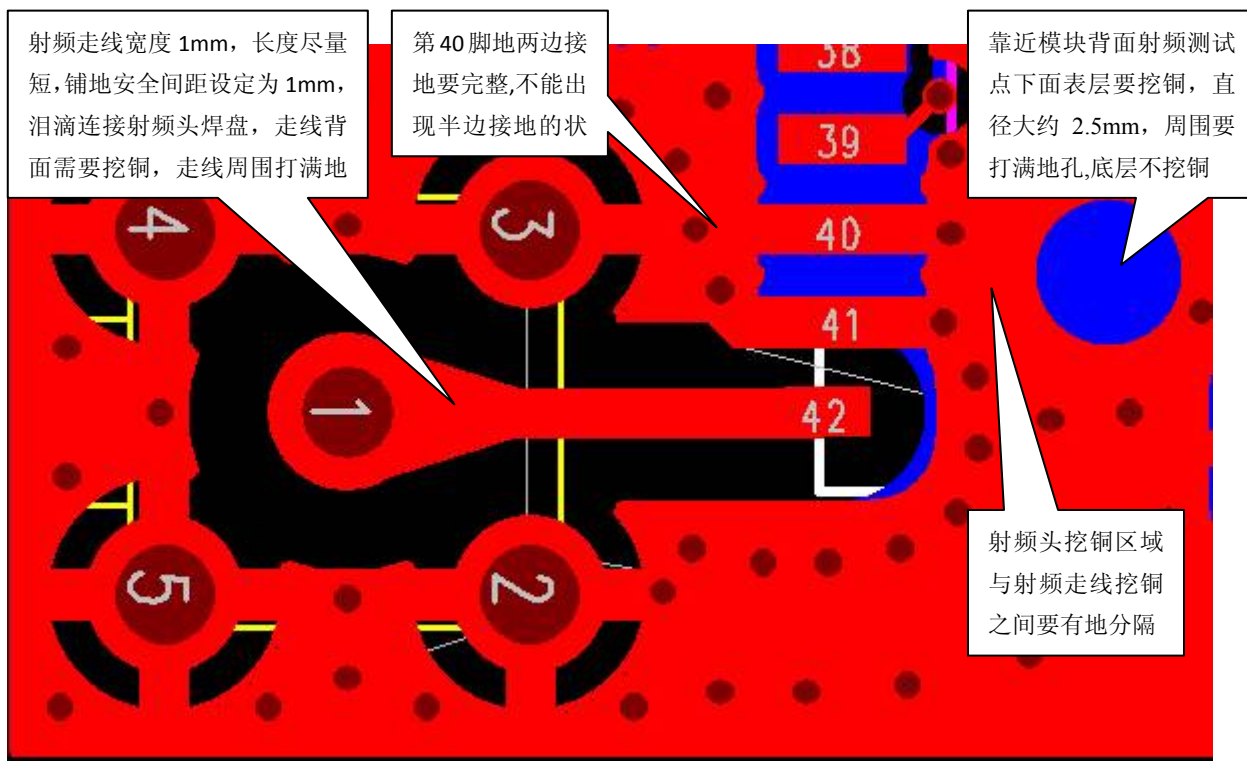 射频走线宽度 1mm，长度尽量
短，铺地安全间距设定为 1mm，
泪滴连接射频头焊盘，走线背
面需要挖铜，走线周围打满地
第 40 脚地两边接
地要完整,不能出
现半边接地的状
靠近模块背面射频测试
点下面表层要挖铜，直
径大约 2.5mm，周围要
打满地孔,底层不挖铜
38
39
40
41
42
4
3
1
5
2
射频头挖铜区域
与射频走线挖铜
之间要有地分隔